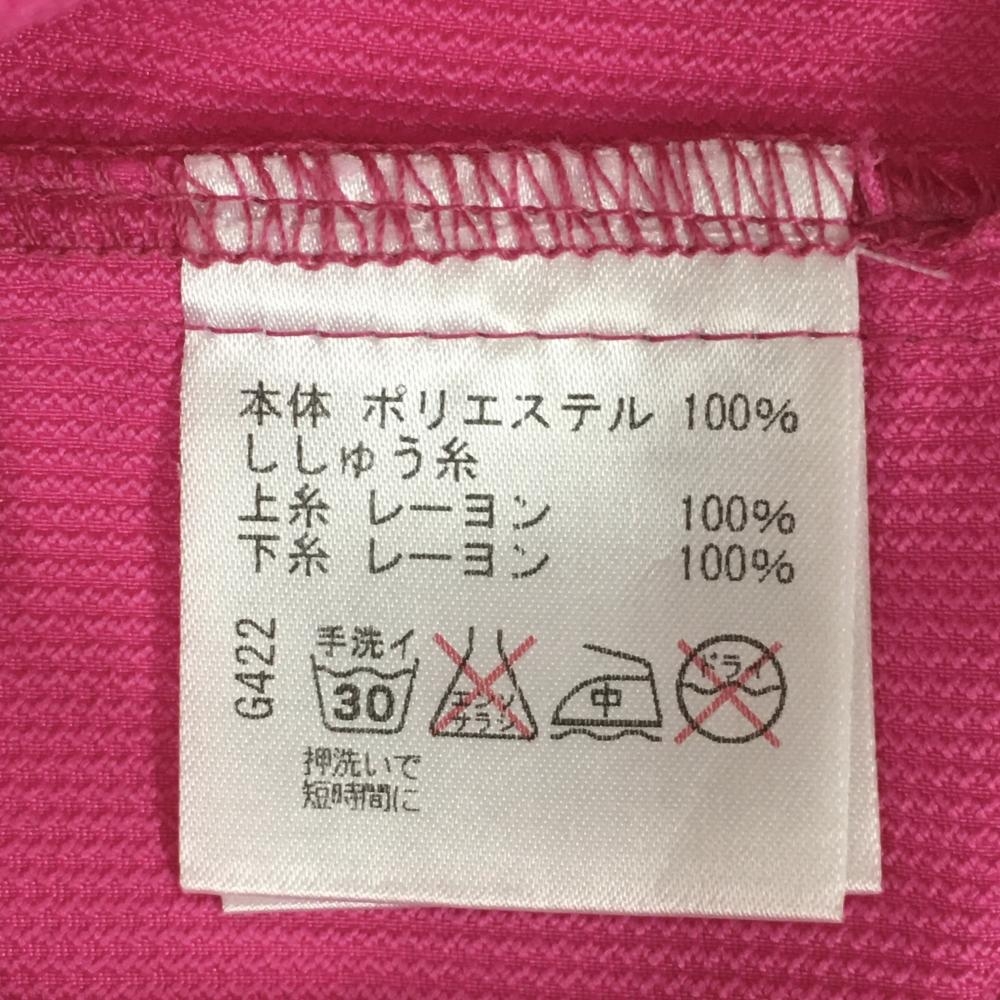 本体 ポリエステル 100%
ししゅう糸
上糸 レーヨン 100%
下糸 レーヨン 100%
G422
手洗イ
30
エンソ
サラシ
中
ドライ
押洗いで
短時間に